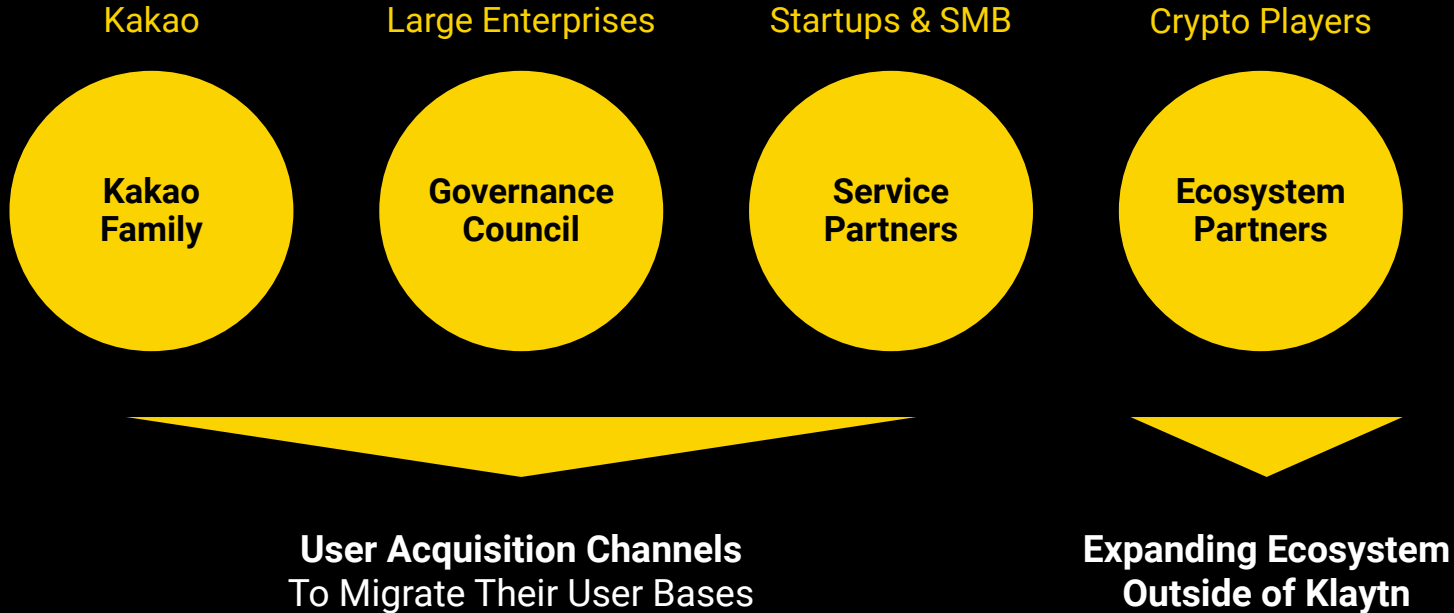 Kakao
Large Enterprises
Startups & SMB
Crypto Players
Kakao
Family
Governance
Council
Service
Partners
Ecosystem
Partners
User Acquisition Channels
To Migrate Their User Bases
Expanding Ecosystem
Outside of Klaytn